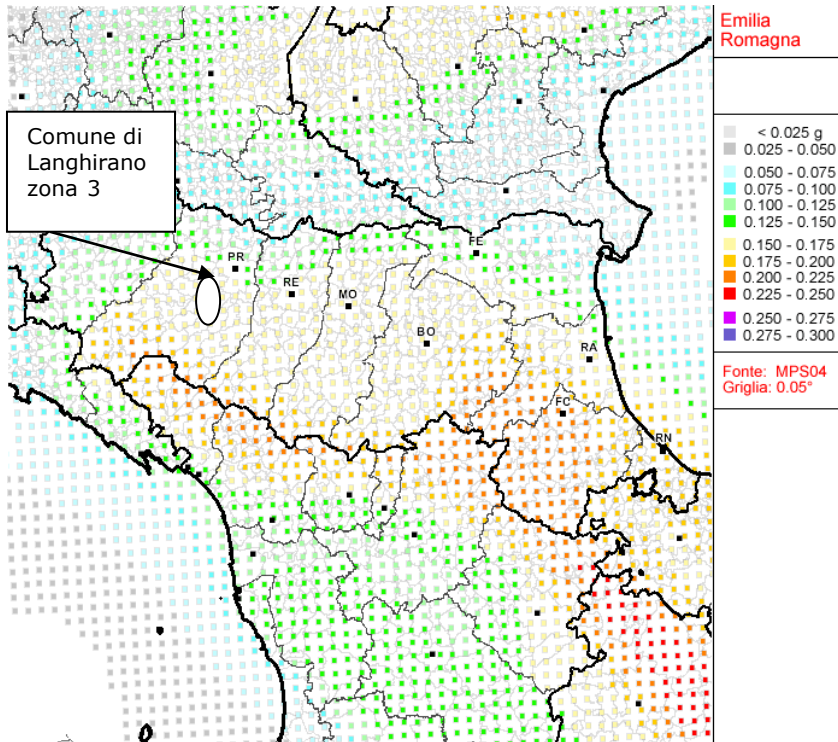 Comune di
Langhirano
zona 3
PR
RE
MO
FE
BO
RA
FC
RN
Emilia
Romagna
< 0.025 g
0.025 - 0.050
0.050 - 0.075
0.075 - 0.100
0.100 - 0.125
0.125 - 0.150
0.150 - 0.175
0.175 - 0.200
0.200 - 0.225
0.225 - 0.250
0.250 - 0.275
0.275 - 0.300
Fonte: MPS04
Griglia: 0.05°